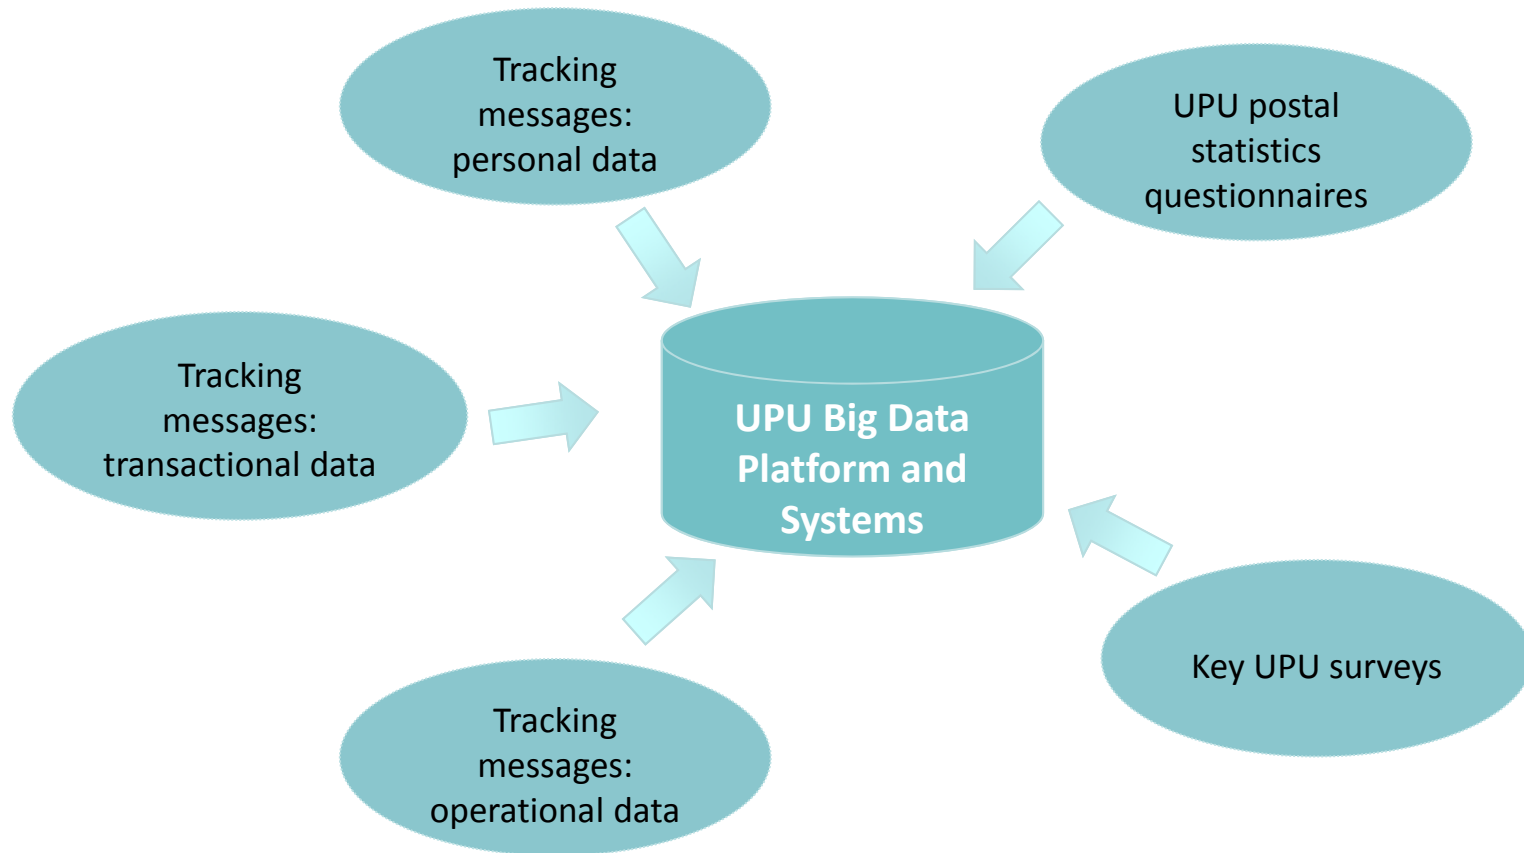 Tracking
messages:
personal data
UPU postal
statistics
questionnaires
Tracking
messages:
transactional data
UPU Big Data
Platform and
Systems
Key UPU surveys
Tracking
messages:
operational data